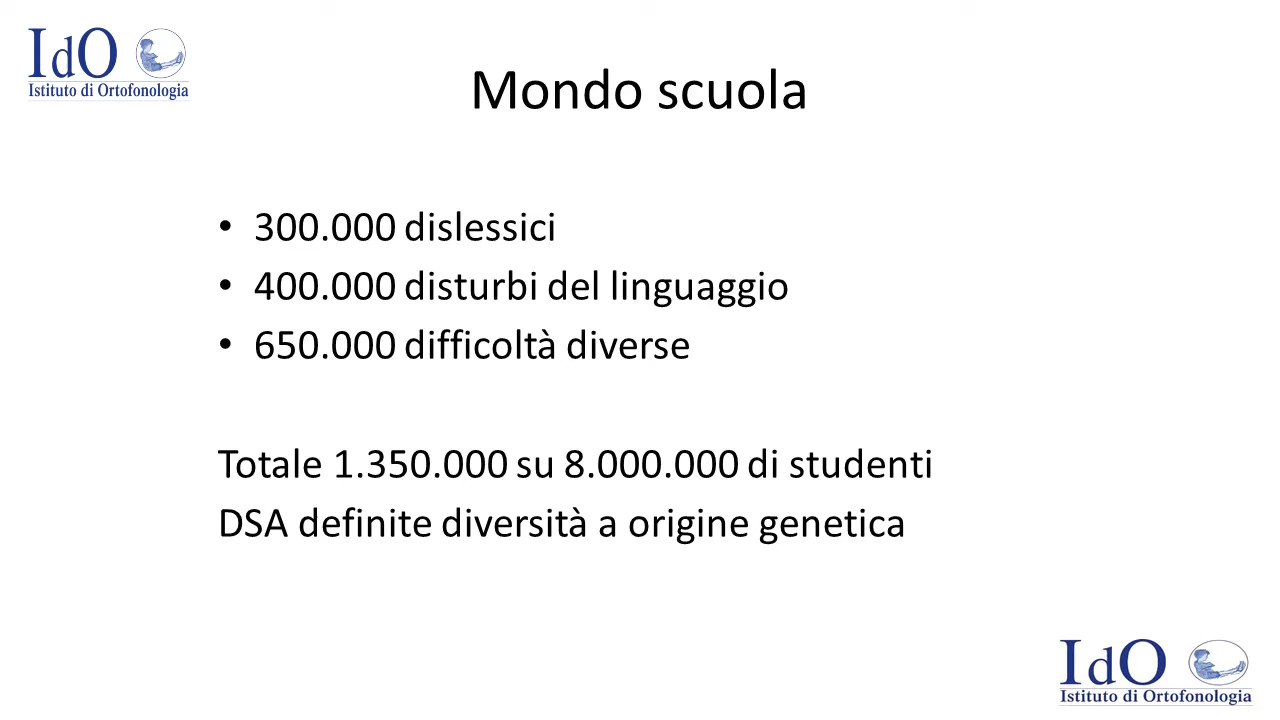 IdO
Istituto di Ortofonologia
Mondo scuola
• 300.000 dislessici
• 400.000 disturbi del linguaggio
• 650.000 difficoltà diverse
Totale 1.350.000 su 8.000.000 di studenti
DSA definite diversità a origine genetica
IdO
Istituto di Ortofonologia